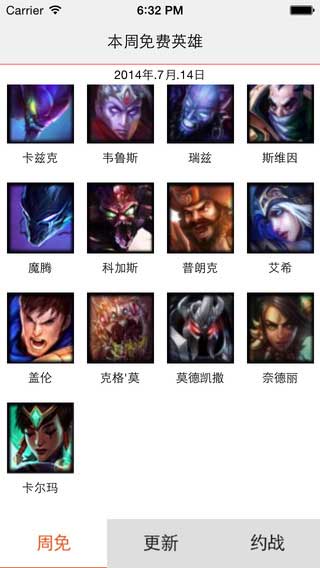 Carrier 6:32 PM
本周免费英雄
2014年.7月.14日
卡兹克 韦鲁斯 瑞兹 斯维因
魔腾 科加斯 普朗克 艾希
盖伦 克格'莫 莫德凯撒 奈德丽
卡尔玛
周免 更新 约战